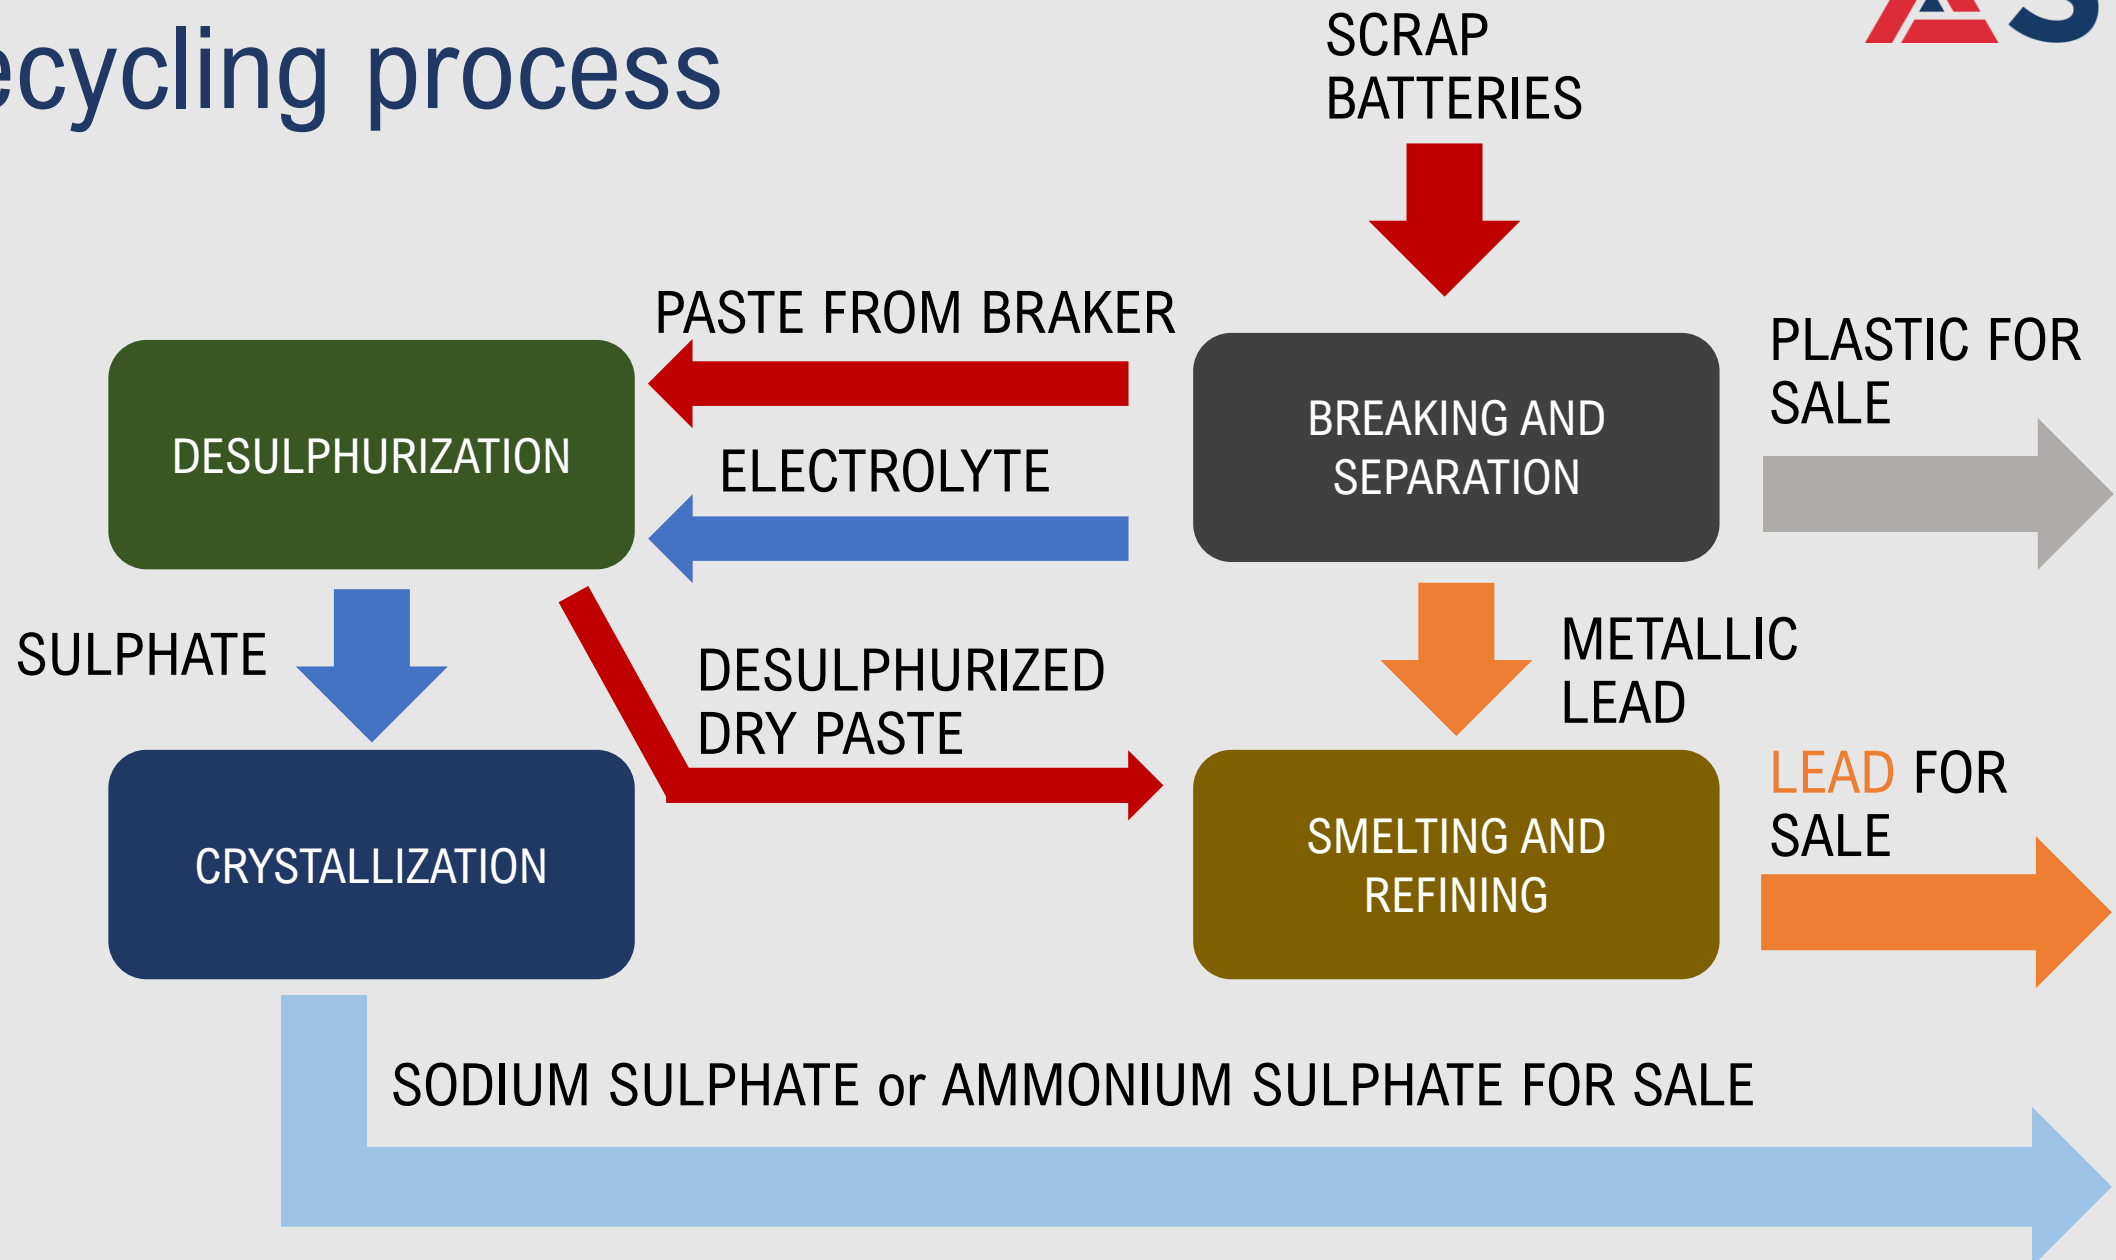 ecycling process
SCRAP
BATTERIES
PASTE FROM BRAKER
PLASTIC FOR
SALE
BREAKING AND
SEPARATION
DESULPHURIZATION
ELECTROLYTE
METALLIC
LEAD
SULPHATE
DESULPHURIZED
DRY PASTE
LEAD FOR
SALE
SMELTING AND
REFINING
CRYSTALLIZATION
SODIUM SULPHATE or AMMONIUM SULPHATE FOR SALE